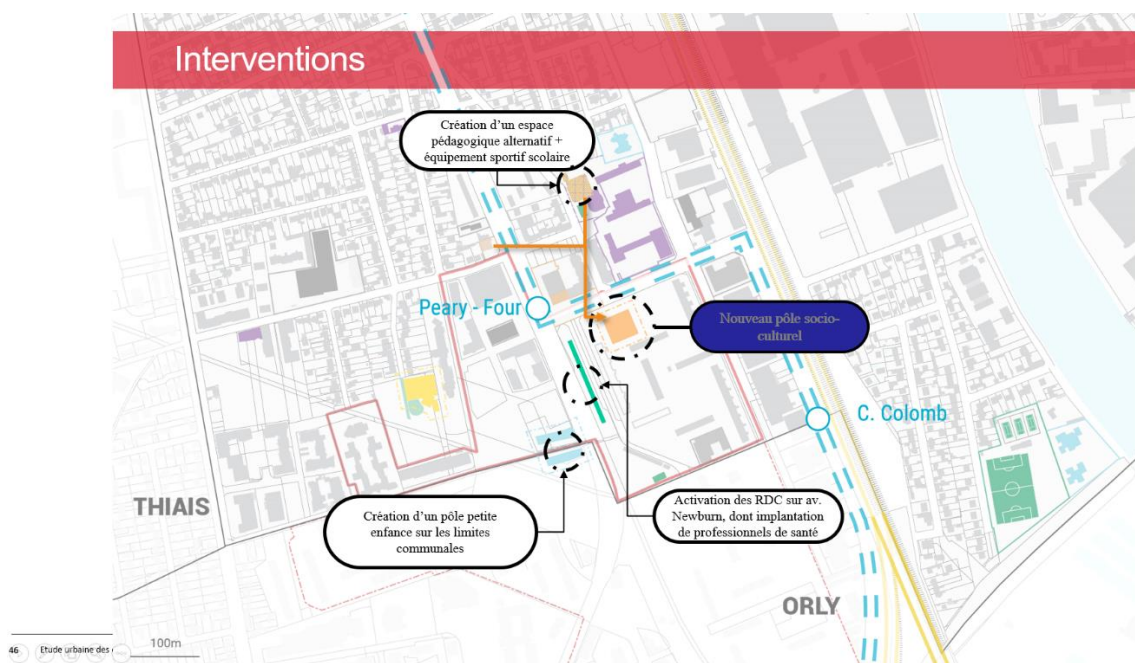 Interventions
Création d'un espace
pédagogique alternatif +
équipement sportif scolaire
Peary - Four
Nouveau pôle socio-
culturel
C. Colomb
THIAIS
Création d'un pôle petite
enfance sur les limites
communales
Activation des RDC sur av.
Newburn, dont implantation
de professionnels de santé
ORLY
100m
46 Etude urbaine des